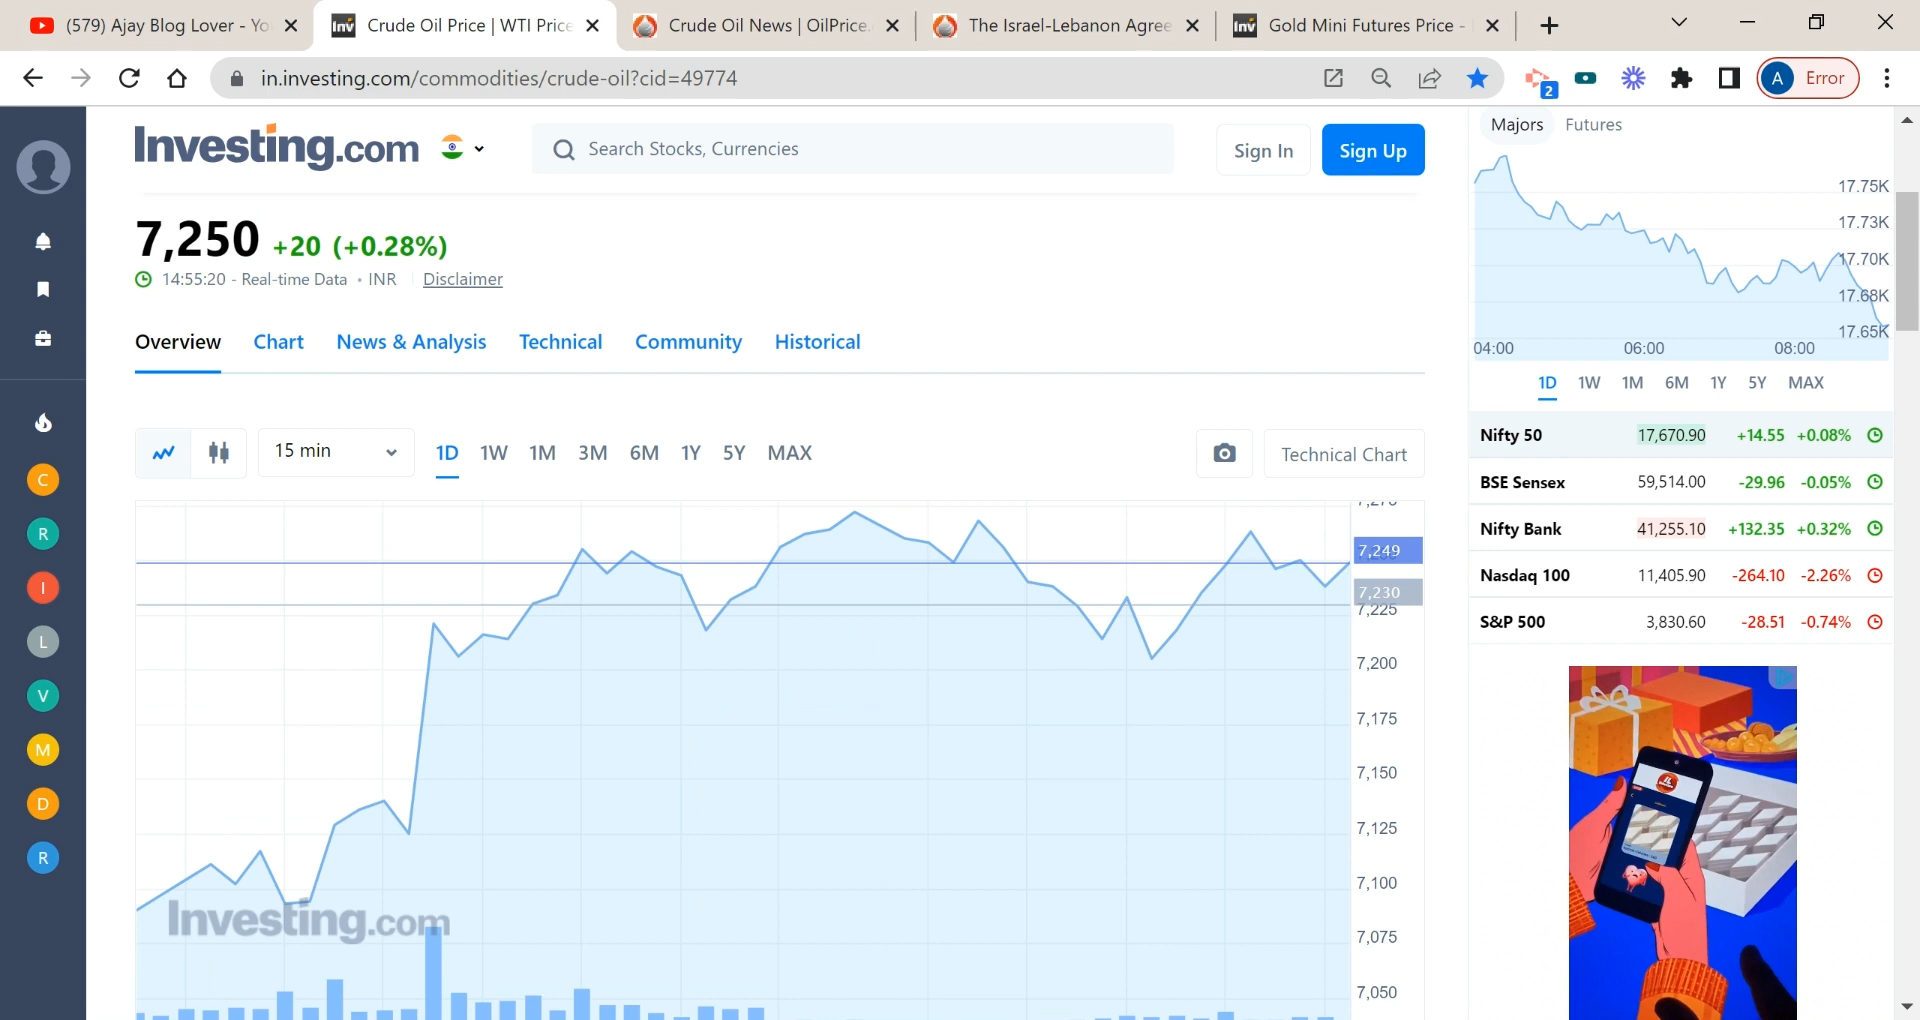 (579) Ajay Blog Lover - Yo
Crude Oil Price | WTI Price
Crude Oil News | OilPrice.
The Israel-Lebanon Agree
Inv
Gold Mini Futures Price -
in.investing.com/commodities/crude-oil?cid=49774
2
A Error
Investing.com
Search Stocks, Currencies
Sign In
Sign Up
7,250 +20 (+0.28%)
14:55:20 - Real-time Data • INR
Disclaimer
Overview
Chart
News & Analysis
Technical
Community
Historical
15 min
1D 1W 1M 3M 6M 1Y 5Y MAX
Technical Chart
7,249
7,230
7,225
7,200
7,175
7,150
7,125
7,100
7,075
7,050
Investing.com
C
R
I
L
V
M
D
R
Majors Futures
17.75K
17.73K
17.70K
17.68K
17.65K
04:00 06:00 08:00
1D 1W 1M 6M 1Y 5Y MAX
Nifty 50 17,670.90 +14.55 +0.08%
BSE Sensex 59,514.00 -29.96 -0.05%
Nifty Bank 41,255.10 +132.35 +0.32%
Nasdaq 100 11,405.90 -264.10 -2.26%
S&P 500 3,830.60 -28.51 -0.74%